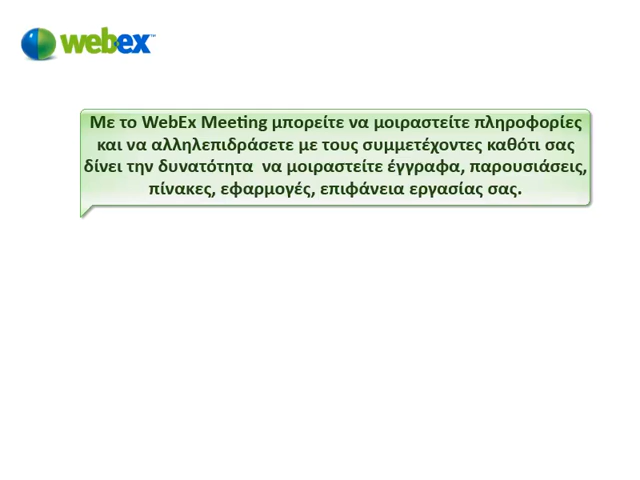 webex™
Με το WebEx Meeting μπορείτε να μοιραστείτε πληροφορίες
και να αλληλεπιδράσετε με τους συμμετέχοντες καθότι σας
δίνει την δυνατότητα  να μοιραστείτε έγγραφα, παρουσιάσεις,
πίνακες, εφαρμογές, επιφάνεια εργασίας σας.